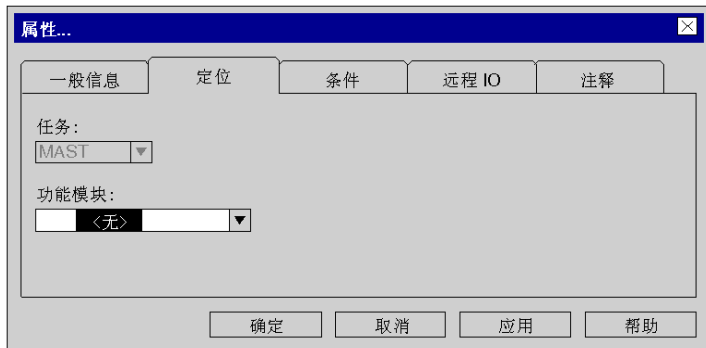 属性...
一般信息 定位 条件 远程 IO 注释
任务:
MAST
功能模块:
<无>
确定 取消 应用 帮助